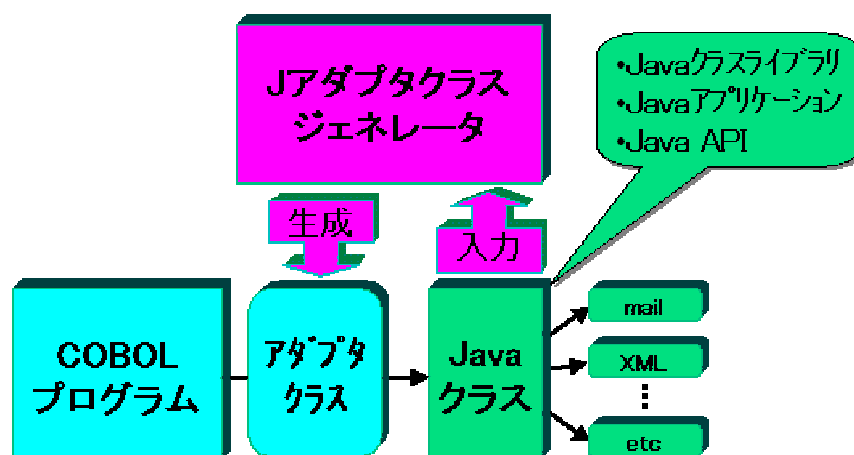 Jアダプタクラス
ジェネレータ
•Javaクラスライブラリ
•Javaアプリケーション
•Java API
生成
入力
COBOL
プログラム
アダプタ
クラス
Java
クラス
mail
XML
etc